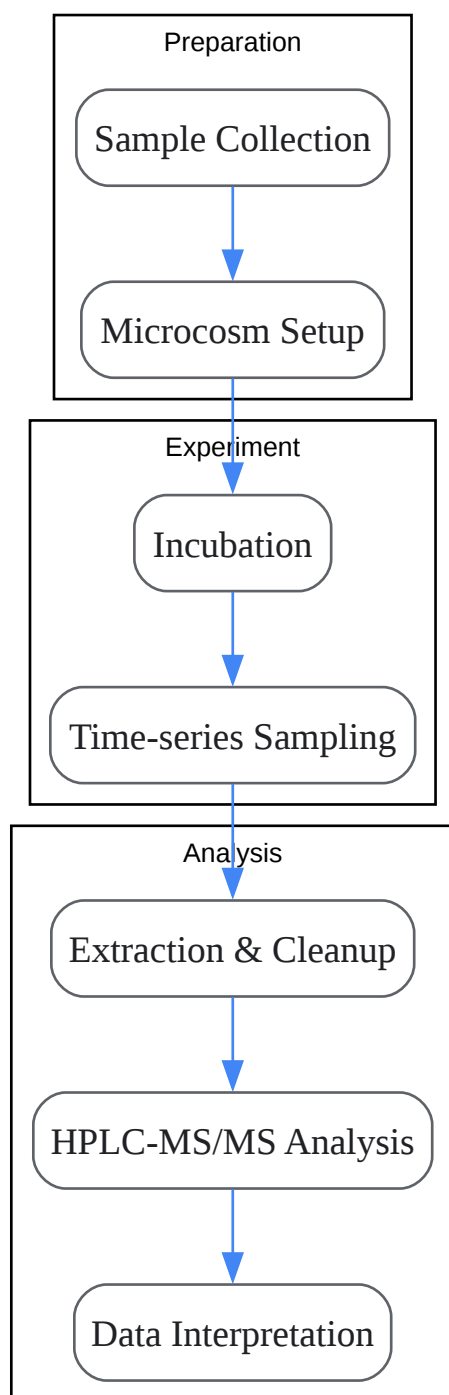 Preparation
Sample Collection
Microcosm Setup
Experiment
Incubation
Time-series Sampling
Analysis
Extraction & Cleanup
HPLC-MS/MS Analysis
Data Interpretation